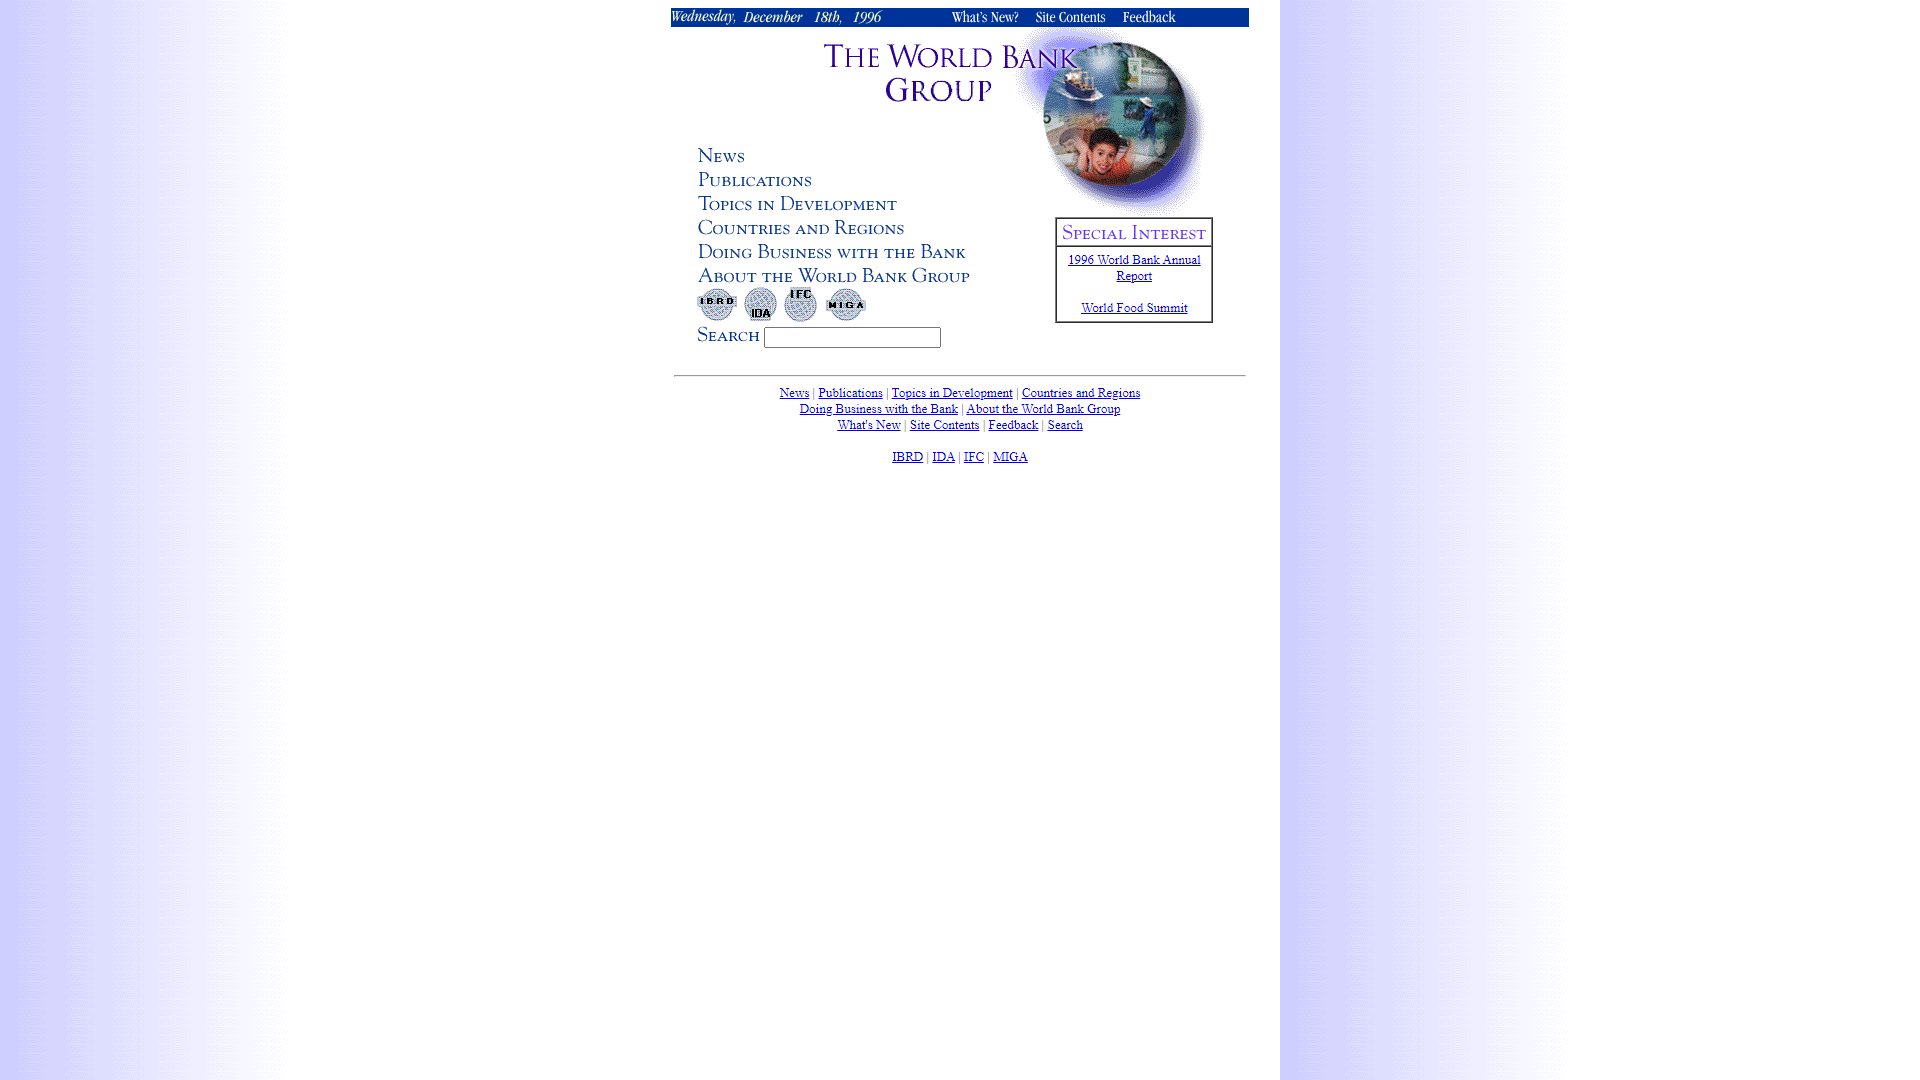 Wednesday, December 18th, 1996 What's New? Site Contents Feedback
THE WORLD BANK
GROUP
NEWS
PUBLICATIONS
TOPICS IN DEVELOPMENT
COUNTRIES AND REGIONS
DOING BUSINESS WITH THE BANK
ABOUT THE WORLD BANK GROUP
IBRD IDA IFC MIGA
SEARCH
SPECIAL INTEREST
1996 World Bank Annual
Report
World Food Summit
News | Publications | Topics in Development | Countries and Regions
Doing Business with the Bank | About the World Bank Group
What's New | Site Contents | Feedback | Search
IBRD | IDA | IFC | MIGA